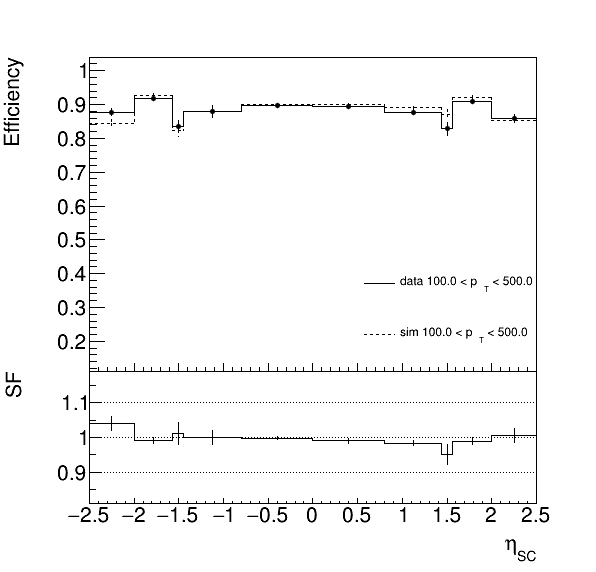 Efficiency
1
0.9
0.8
0.7
0.6
0.5
0.4
0.3
0.2
data 100.0 < p_T < 500.0
sim 100.0 < p_T < 500.0
SF
1.1
1
0.9
−2.5 −2 −1.5 −1 −0.5 0 0.5 1 1.5 2 2.5
η_SC